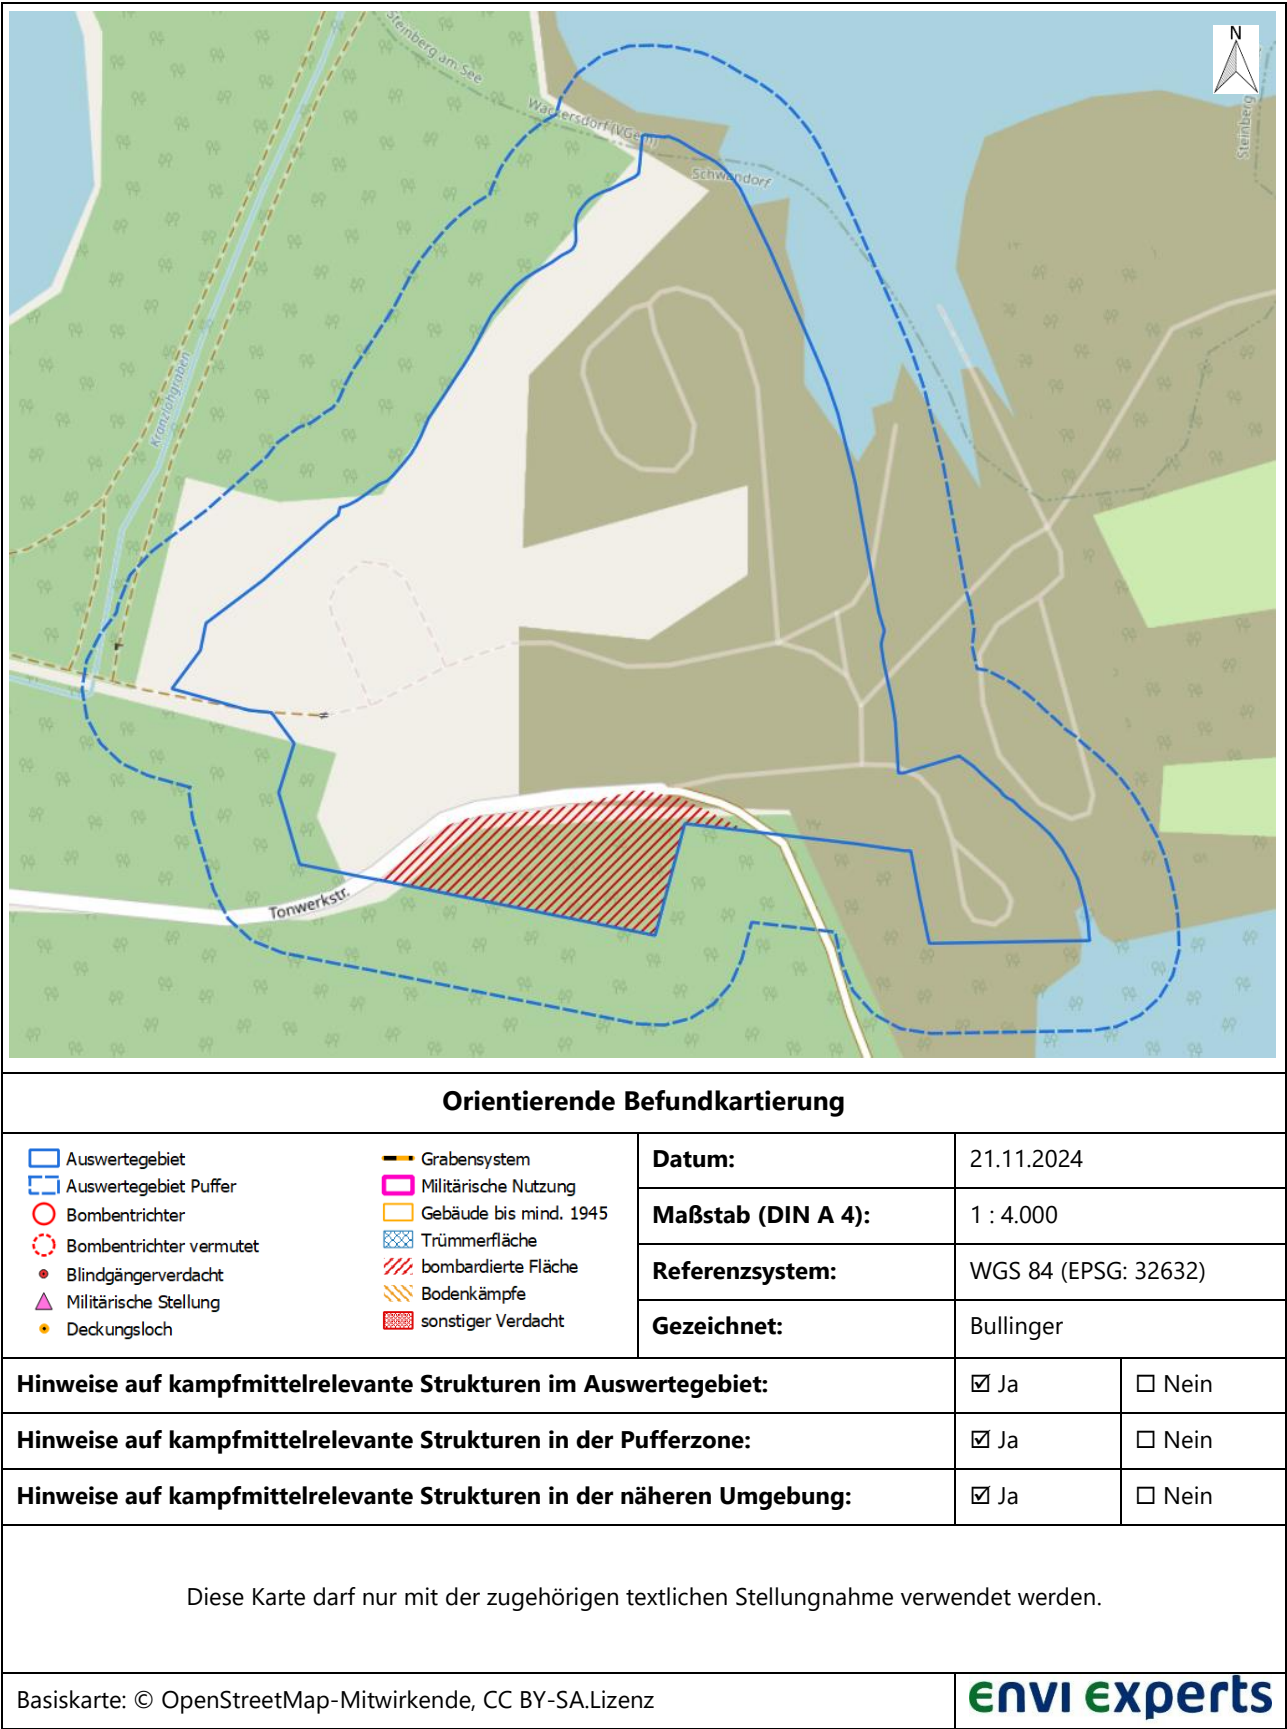 N
Steinberg am See
Wackersdorf (VGem)
Schwandorf
Steinberg
Kranzlohgraben
Tonwerkstr.
Orientierende Befundkartierung
Auswertegebiet
Auswertegebiet Puffer
Bombentrichter
Bombentrichter vermutet
Blindgängerverdacht
Militärische Stellung
Deckungsloch
Grabensystem
Militärische Nutzung
Gebäude bis mind. 1945
Trümmerfläche
bombardierte Fläche
Bodenkämpfe
sonstiger Verdacht
Datum: 21.11.2024
Maßstab (DIN A 4): 1 : 4.000
Referenzsystem: WGS 84 (EPSG: 32632)
Gezeichnet: Bullinger
Hinweise auf kampfmittelrelevante Strukturen im Auswertegebiet: ☑ Ja ☐ Nein
Hinweise auf kampfmittelrelevante Strukturen in der Pufferzone: ☑ Ja ☐ Nein
Hinweise auf kampfmittelrelevante Strukturen in der näheren Umgebung: ☑ Ja ☐ Nein
Diese Karte darf nur mit der zugehörigen textlichen Stellungnahme verwendet werden.
Basiskarte: © OpenStreetMap-Mitwirkende, CC BY-SA.Lizenz
envi experts